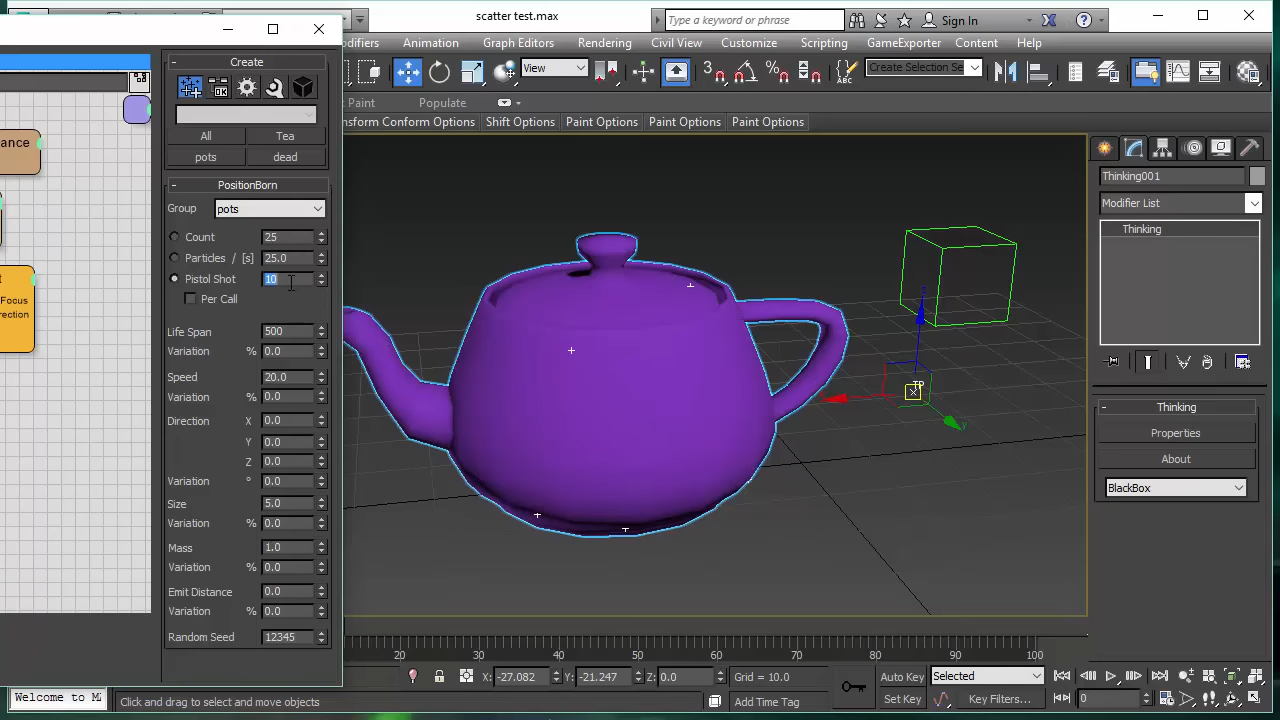 scatter test.max
Type a keyword or phrase
Sign In
difiers
Animation
Graph Editors
Rendering
Civil View
Customize
Scripting
GameExporter
Content
Help
View
Create Selection Se
Paint
Populate
nsform Conform Options
Shift Options
Paint Options
Paint Options
Paint Options
Create
All
Tea
pots
dead
PositionBorn
Group
pots
Count
25
Particles / [s]
25.0
Pistol Shot
10
Per Call
Life Span
500
Variation
%
0.0
Speed
20.0
Variation
%
0.0
Direction
X
0.0
Y
0.0
Z
0.0
Variation
°
0.0
Size
5.0
Variation
%
0.0
Mass
1.0
Variation
%
0.0
Emit Distance
0.0
Variation
%
0.0
Random Seed
12345
ance
t
Focus
irection
TP
Thinking001
Modifier List
Thinking
Thinking
Properties
About
BlackBox
20
30
40
50
60
70
80
90
100
X: -27.082
Y: -21.247
Z: 0.0
Grid = 10.0
Auto Key
Selected
Welcome to M
Click and drag to select and move objects
Add Time Tag
Set Key
Key Filters...
0